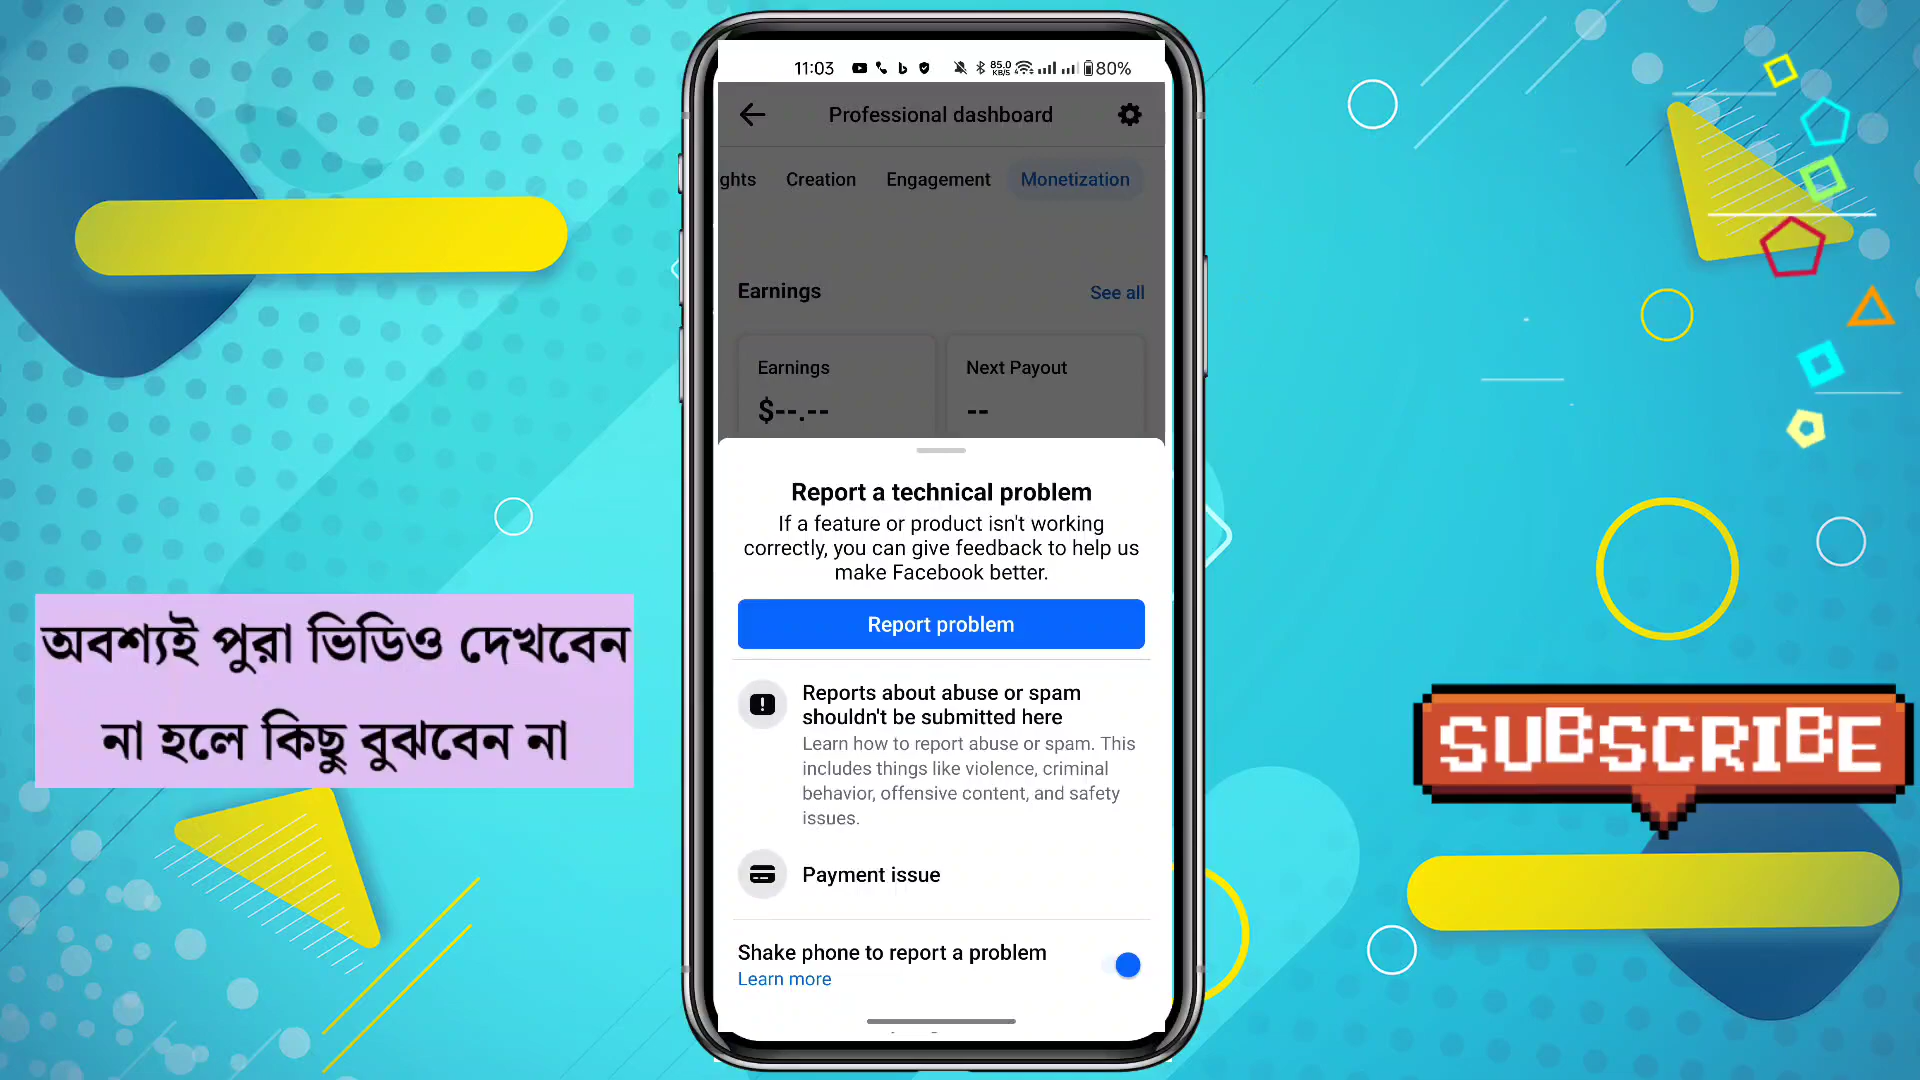 11:03 85.0 KB/S 80%
Professional dashboard
ghts Creation Engagement Monetization
Earnings See all
Earnings Next Payout
$--.-- --
Report a technical problem
If a feature or product isn't working
correctly, you can give feedback to help us
make Facebook better.
Report problem
Reports about abuse or spam
shouldn't be submitted here
Learn how to report abuse or spam. This
includes things like violence, criminal
behavior, offensive content, and safety
issues.
Payment issue
Shake phone to report a problem
Learn more
অবশ্যই পুরা ভিডিও দেখবেন
না হলে কিছু বুঝবেন না
SUBSCRIBE